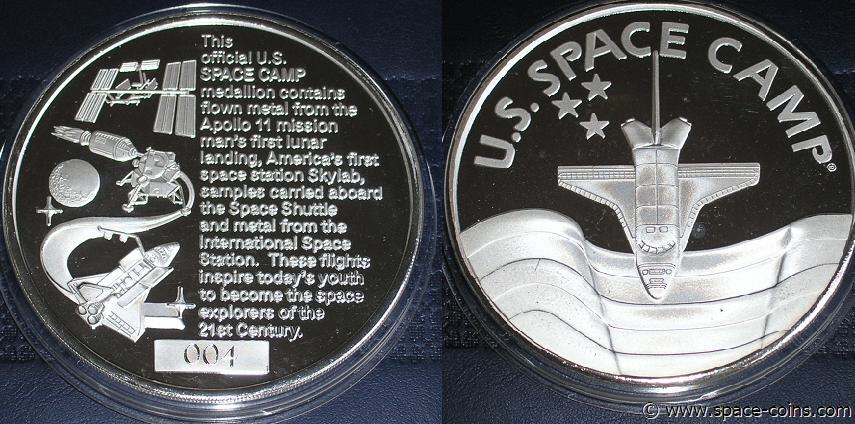 This
official U.S.
SPACE CAMP
medallion contains
flown metal from the
Apollo 11 mission
man's first lunar
landing, America's first
space station Skylab,
samples carried aboard
the Space Shuttle
and metal from the
International Space
Station. These flights
inspire today's youth
to become the space
explorers of the
21st Century.
004
U.S. SPACE CAMP®
© www.space-coins.com